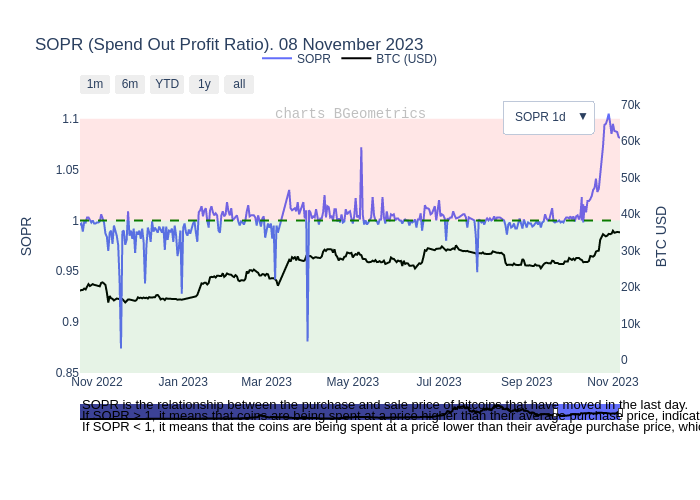 SOPR (Spend Out Profit Ratio). 08 November 2023
SOPR BTC (USD)
1m 6m YTD 1y all
charts BGeometrics
SOPR 1d ▼
1.1
1.05
1
0.95
0.9
0.85
SOPR
70k
60k
50k
40k
30k
20k
10k
0
BTC USD
Nov 2022 Jan 2023 Mar 2023 May 2023 Jul 2023 Sep 2023 Nov 2023
SOPR is the relationship between the purchase and sale price of bitcoins that have moved in the last day.
If SOPR > 1, it means that coins are being spent at a price higher than their average purchase price, indicat
If SOPR < 1, it means that the coins are being spent at a price lower than their average purchase price, whi